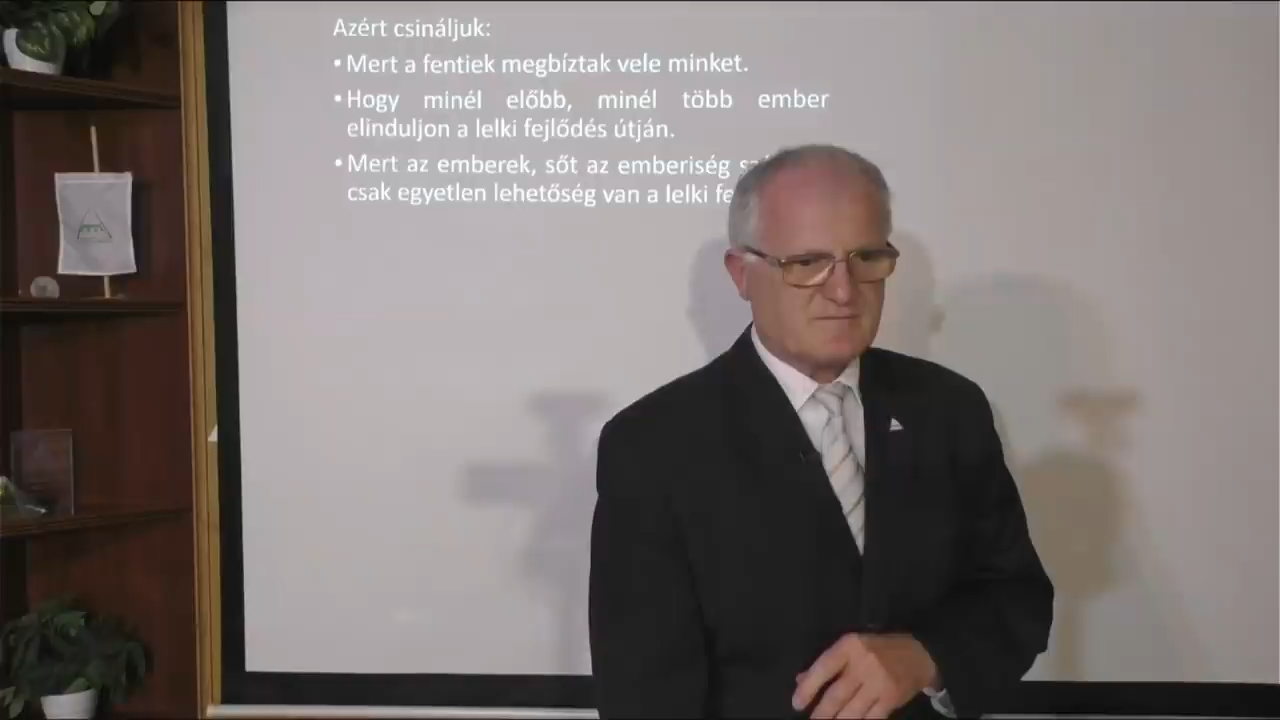 Azért csináljuk:
• Mert a fentiek megbíztak vele minket.
• Hogy minél előbb, minél több ember
elinduljon a lelki fejlődés útján.
• Mert az emberek, sőt az emberiség
csak egyetlen lehetőség van a lelki